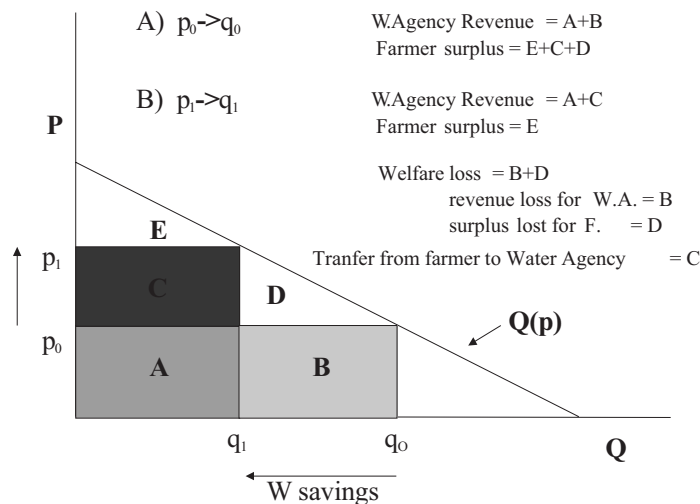 A) p0->q0
W.Agency Revenue = A+B
Farmer surplus = E+C+D
B) p1->q1
W.Agency Revenue = A+C
Farmer surplus = E
P
Welfare loss = B+D
revenue loss for W.A. = B
surplus lost for F. = D
E
Tranfer from farmer to Water Agency = C
p1
C
D
Q(p)
p0
A
B
q1
qO
Q
W savings